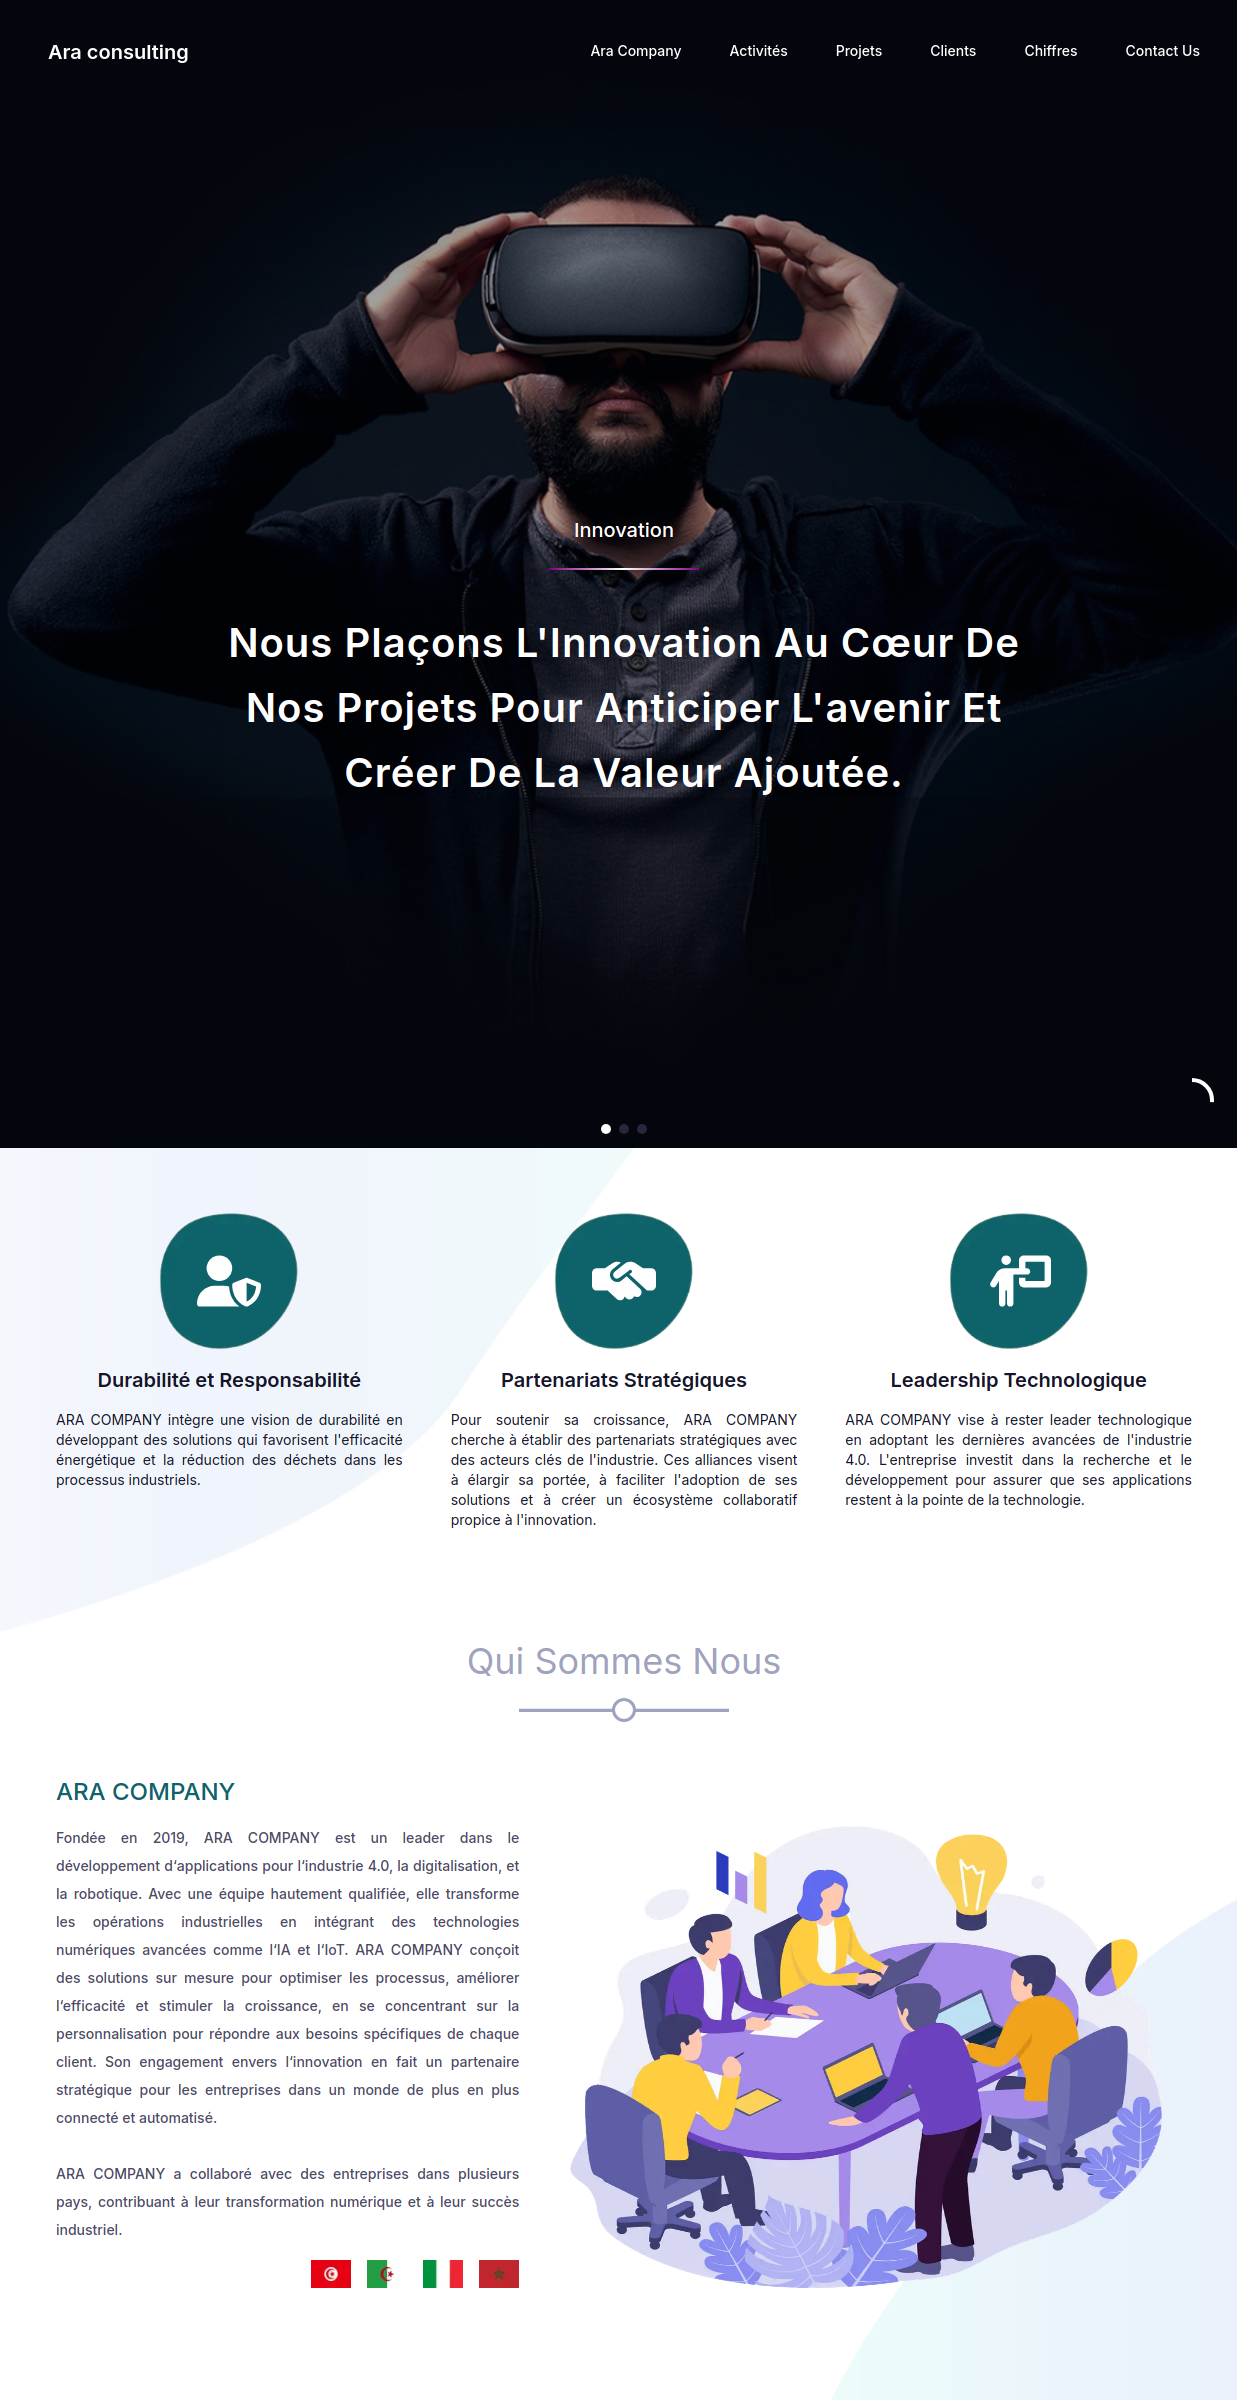 Ara consulting
Ara Company
Activités
Projets
Clients
Chiffres
Contact Us
Innovation
Nous Plaçons L'Innovation Au Cœur De
Nos Projets Pour Anticiper L'avenir Et
Créer De La Valeur Ajoutée.
Durabilité et Responsabilité
ARA COMPANY intègre une vision de durabilité en
développant des solutions qui favorisent l'efficacité
énergétique et la réduction des déchets dans les
processus industriels.
Partenariats Stratégiques
Pour soutenir sa croissance, ARA COMPANY
cherche à établir des partenariats stratégiques avec
des acteurs clés de l'industrie. Ces alliances visent
à élargir sa portée, à faciliter l'adoption de ses
solutions et à créer un écosystème collaboratif
propice à l'innovation.
Leadership Technologique
ARA COMPANY vise à rester leader technologique
en adoptant les dernières avancées de l'industrie
4.0. L'entreprise investit dans la recherche et le
développement pour assurer que ses applications
restent à la pointe de la technologie.
Qui Sommes Nous
ARA COMPANY
Fondée en 2019, ARA COMPANY est un leader dans le
développement d’applications pour l’industrie 4.0, la digitalisation, et
la robotique. Avec une équipe hautement qualifiée, elle transforme
les opérations industrielles en intégrant des technologies
numériques avancées comme l’IA et l’IoT. ARA COMPANY conçoit
des solutions sur mesure pour optimiser les processus, améliorer
l’efficacité et stimuler la croissance, en se concentrant sur la
personnalisation pour répondre aux besoins spécifiques de chaque
client. Son engagement envers l’innovation en fait un partenaire
stratégique pour les entreprises dans un monde de plus en plus
connecté et automatisé.
ARA COMPANY a collaboré avec des entreprises dans plusieurs
pays, contribuant à leur transformation numérique et à leur succès
industriel.